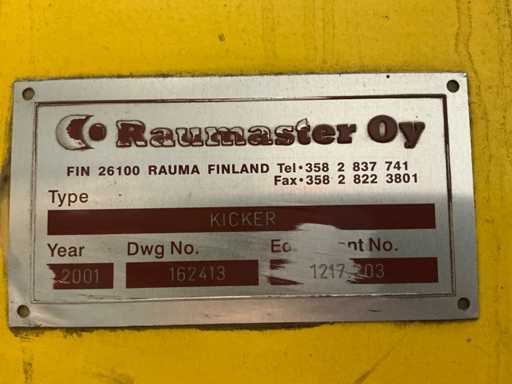 Raumaster Oy
FIN 26100 RAUMA FINLAND Tel·358 2 837 741
Fax·358 2 822 3801
Type
KICKER
Year Dwg No. No.
2001 162413